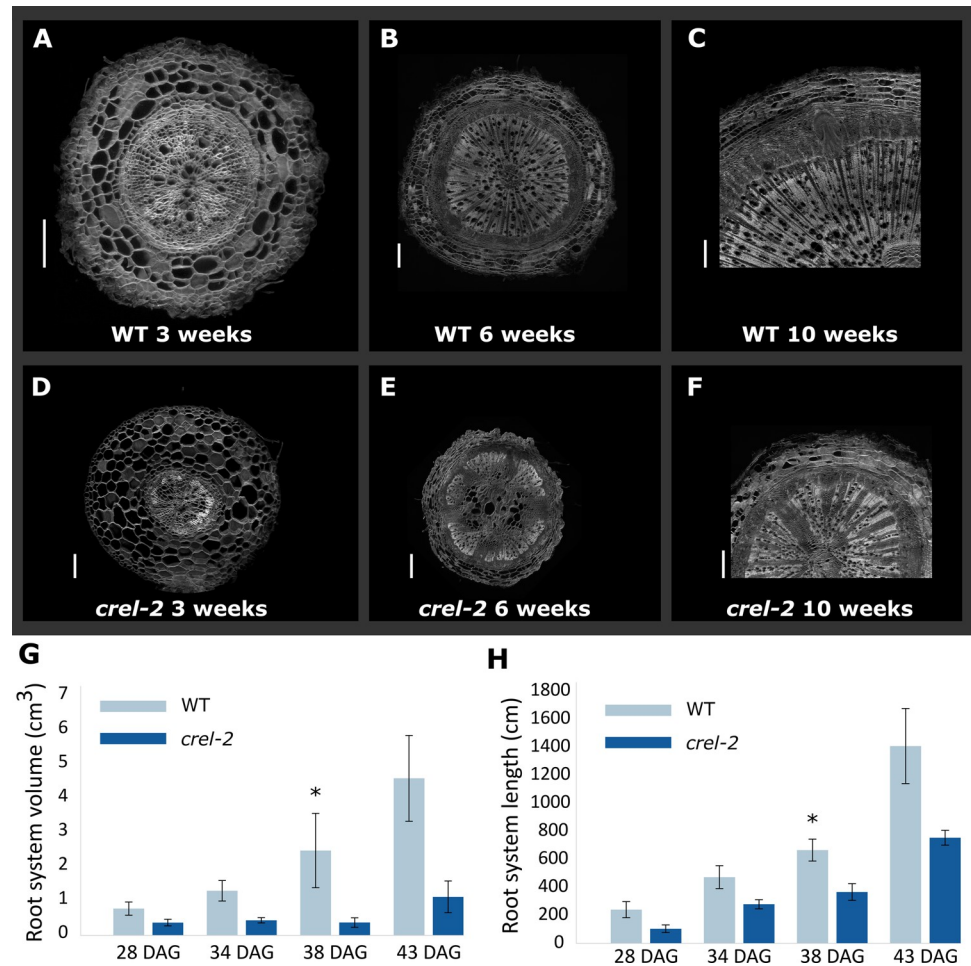 A
B
C
WT 3 weeks
WT 6 weeks
WT 10 weeks
D
E
F
crel-2 3 weeks
crel-2 6 weeks
crel-2 10 weeks
G
Root system volume (cm³)
7
6
5
4
3
2
1
0
WT
crel-2
*
28 DAG
34 DAG
38 DAG
43 DAG
H
Root system length (cm)
1800
1600
1400
1200
1000
800
600
400
200
0
WT
crel-2
*
28 DAG
34 DAG
38 DAG
43 DAG